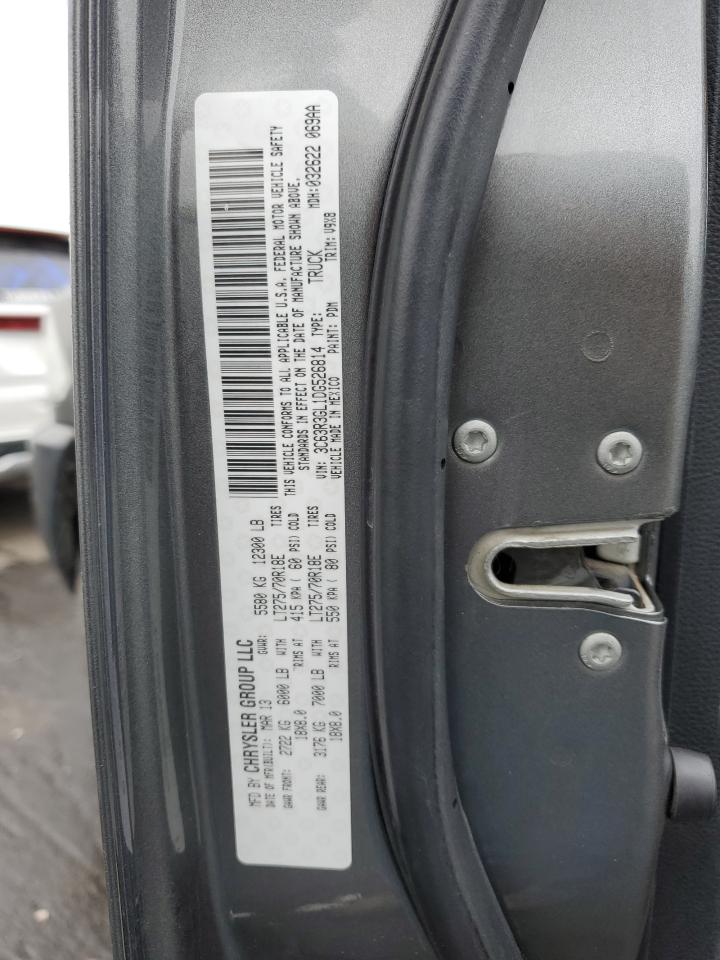 MFD BY CHRYSLER GROUP LLC
DATE OF MFR(BUILT): MAR 13 GVWR: 5580 KG 12300 LB
GAWR FRONT: 2722 KG 6000 LB WITH LT275/70R18E TIRES
18X8.0 RIMS AT 415 KPA ( 60 PSI) COLD
GAWR REAR: 3176 KG 7000 LB WITH LT275/70R18E TIRES
18X8.0 RIMS AT 550 KPA ( 80 PSI) COLD
THIS VEHICLE CONFORMS TO ALL APPLICABLE U.S.A. FEDERAL MOTOR VEHICLE SAFETY
STANDARDS IN EFFECT ON THE DATE OF MANUFACTURE SHOWN ABOVE.
VIN: 3C63R3GL1DG526814 TYPE: TRUCK MDH:032622 069AA
VEHICLE MADE IN MEXICO PAINT: PDM TRIM: V9X8